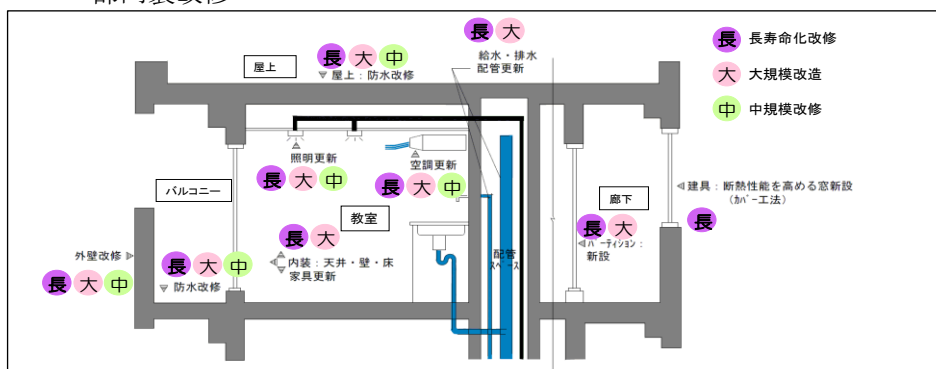 長 大
給水・排水
配管更新
長 長寿命化改修
大 大規模改造
中 中規模改修
長 大 中
屋上
屋上：防水改修
照明更新
長 大 中
空調更新
長 大 中
バルコニー
教室
廊下
建具：断熱性能を高める窓新設
（ｶﾊﾞｰ工法）
長
長 大
ﾊﾟｰﾃｨｼｮﾝ：
新設
長 大
内装：天井・壁・床
家具更新
配管
ｽﾍﾟｰｽ
外壁改修
長 大 中
長 大 中
防水改修